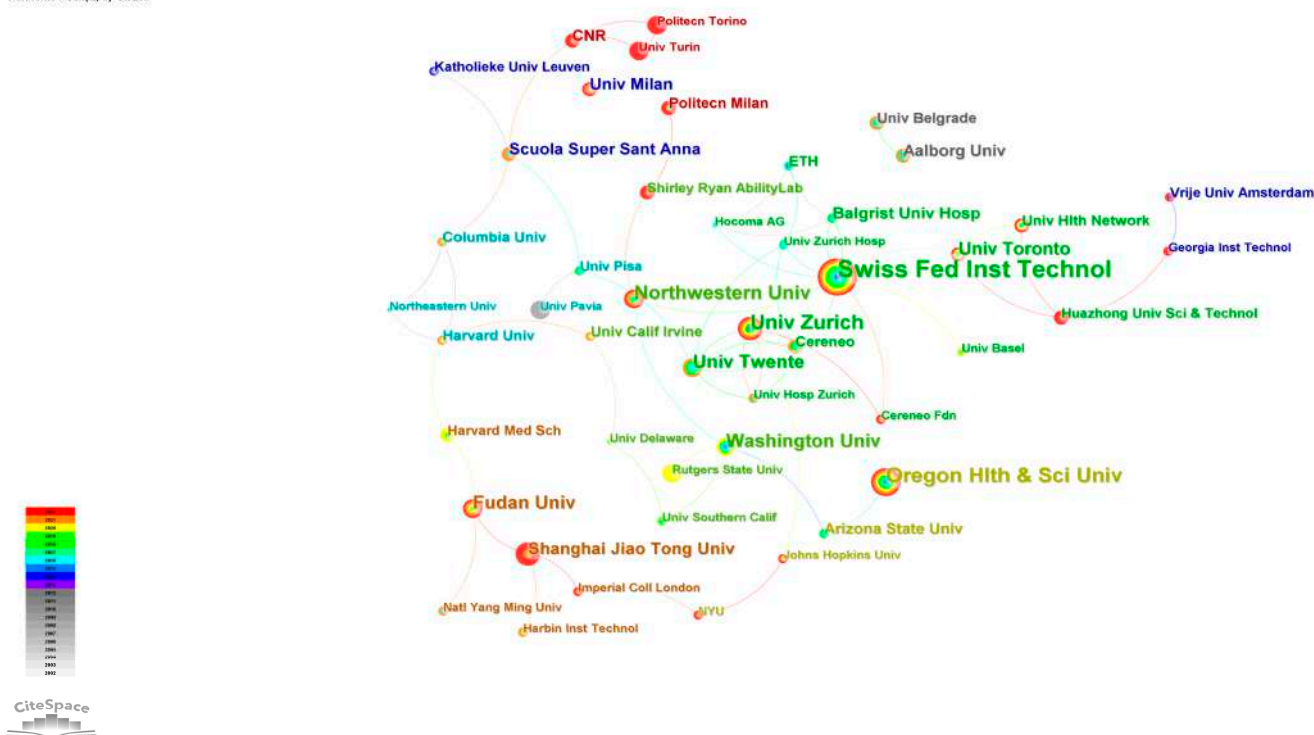 Politecn Torino
CNR
Univ Turin
Katholieke Univ Leuven
Univ Milan
Politecn Milan
Univ Belgrade
Scuola Super Sant Anna
Aalborg Univ
ETH
Shirley Ryan AbilityLab
Vrije Univ Amsterdam
Balgrist Univ Hosp
Hocoma AG
Univ Hlth Network
Columbia Univ
Univ Zurich Hosp
Univ Toronto
Georgia Inst Technol
Univ Pisa
Swiss Fed Inst Technol
Northwestern Univ
Northeastern Univ
Univ Pavia
Huazhong Univ Sci & Technol
Univ Zurich
Harvard Univ
Univ Calif Irvine
Cereneo
Univ Basel
Univ Twente
Univ Hosp Zurich
Cereneo Fdn
Harvard Med Sch
Univ Delaware
Washington Univ
Rutgers State Univ
Oregon Hlth & Sci Univ
Fudan Univ
Univ Southern Calif
Arizona State Univ
Shanghai Jiao Tong Univ
Johns Hopkins Univ
Imperial Coll London
Natl Yang Ming Univ
NYU
Harbin Inst Technol
2003
2002
CiteSpace